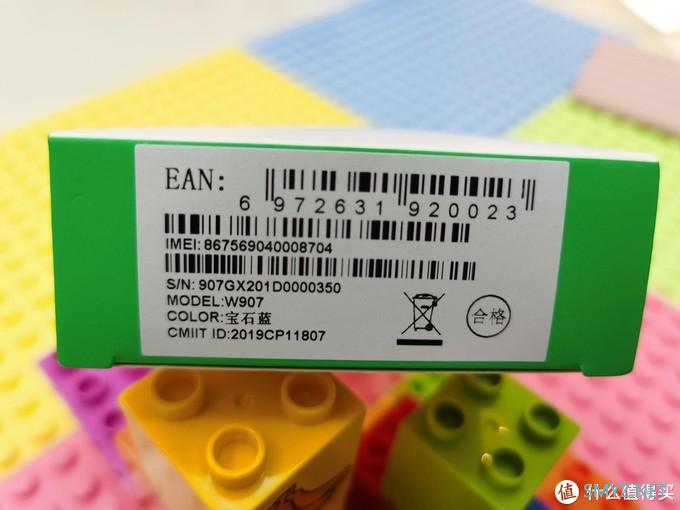 EAN:
6 972631 920023
IMEI:867569040008704
S/N: 907GX201D0000350
MODEL:W907
COLOR:宝石蓝
CMIIT ID:2019CP11807
合格
值 什么值得买